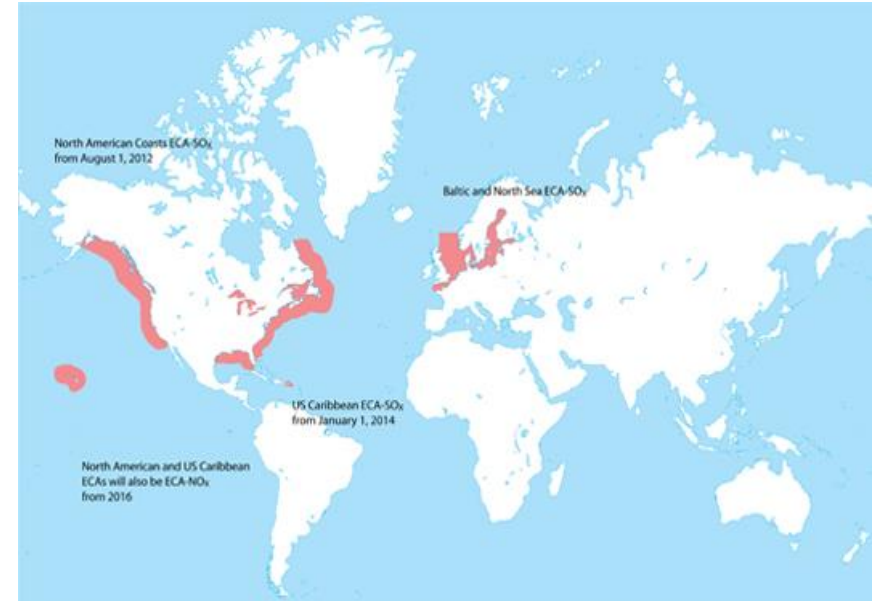 North American Coasts ECA-SOx
from August 1, 2012
Baltic and North Sea ECA-SOx
US Caribbean ECA-SOx
from January 1, 2014
North American and US Caribbean
ECAs will also be ECA-NOx
from 2016